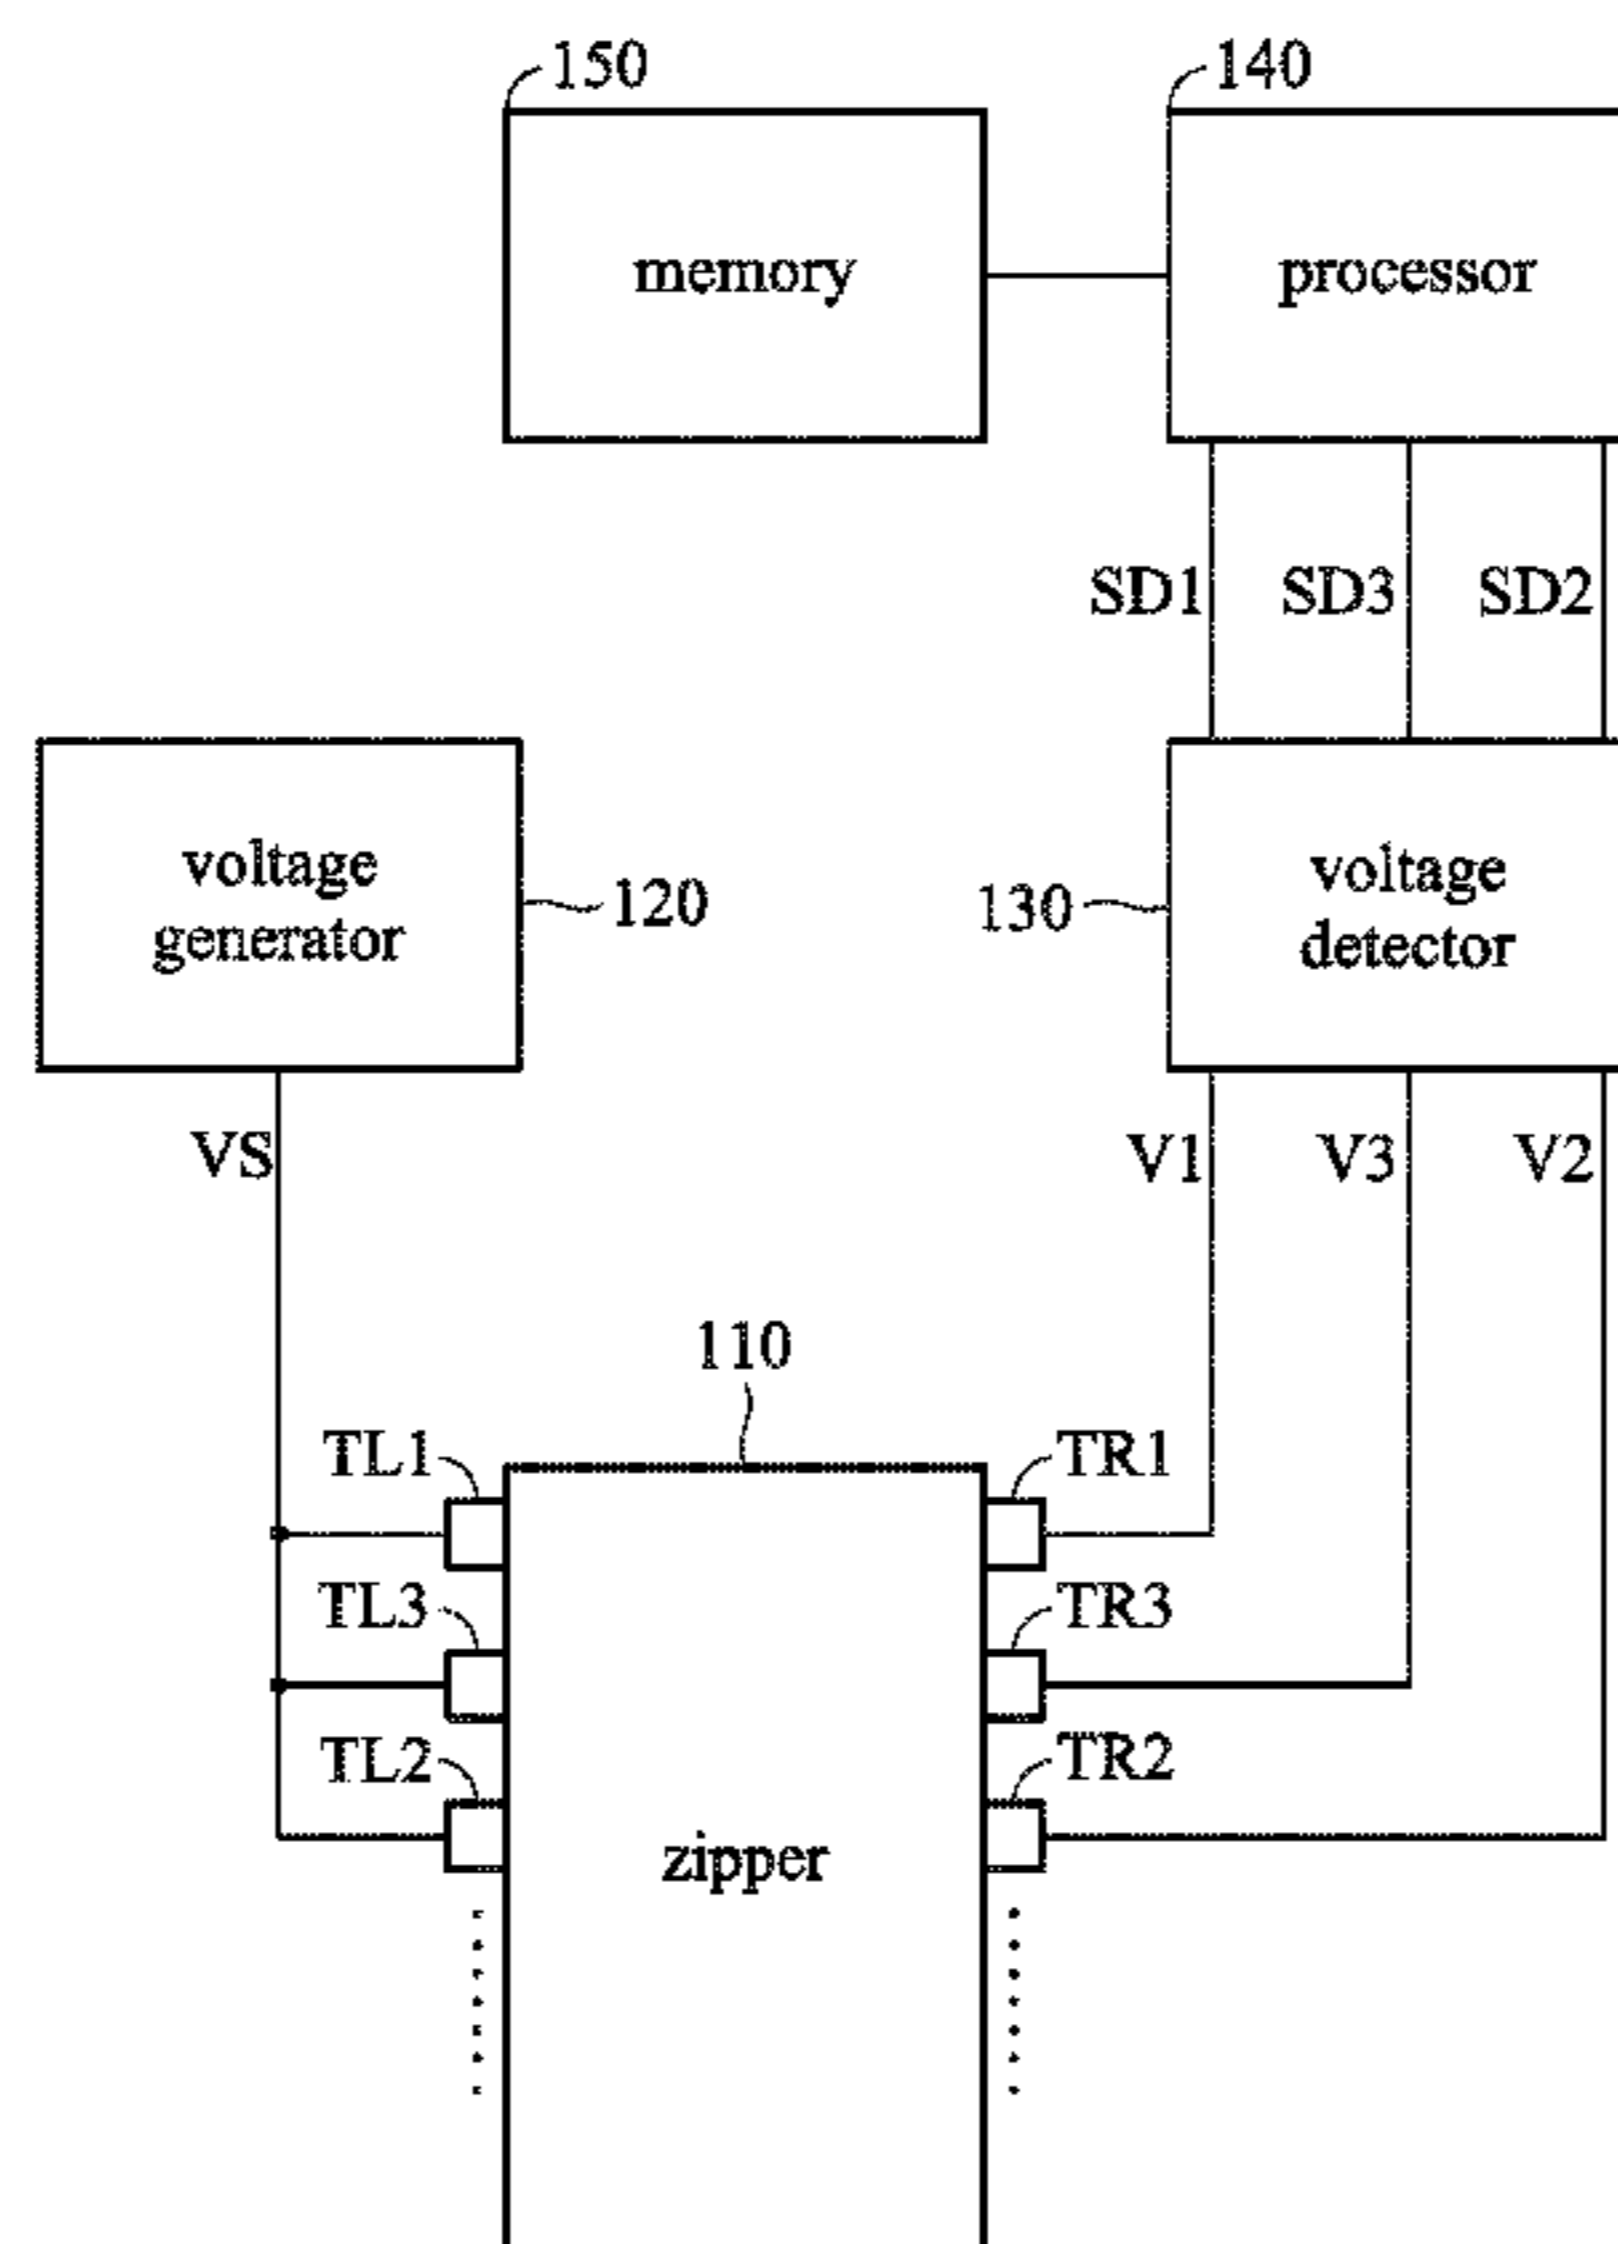 150
140
memory
processor
SD1 SD3 SD2
voltage
generator
120
130
voltage
detector
VS
V1 V3 V2
110
TL1
TR1
TL3
TR3
TL2
TR2
zipper